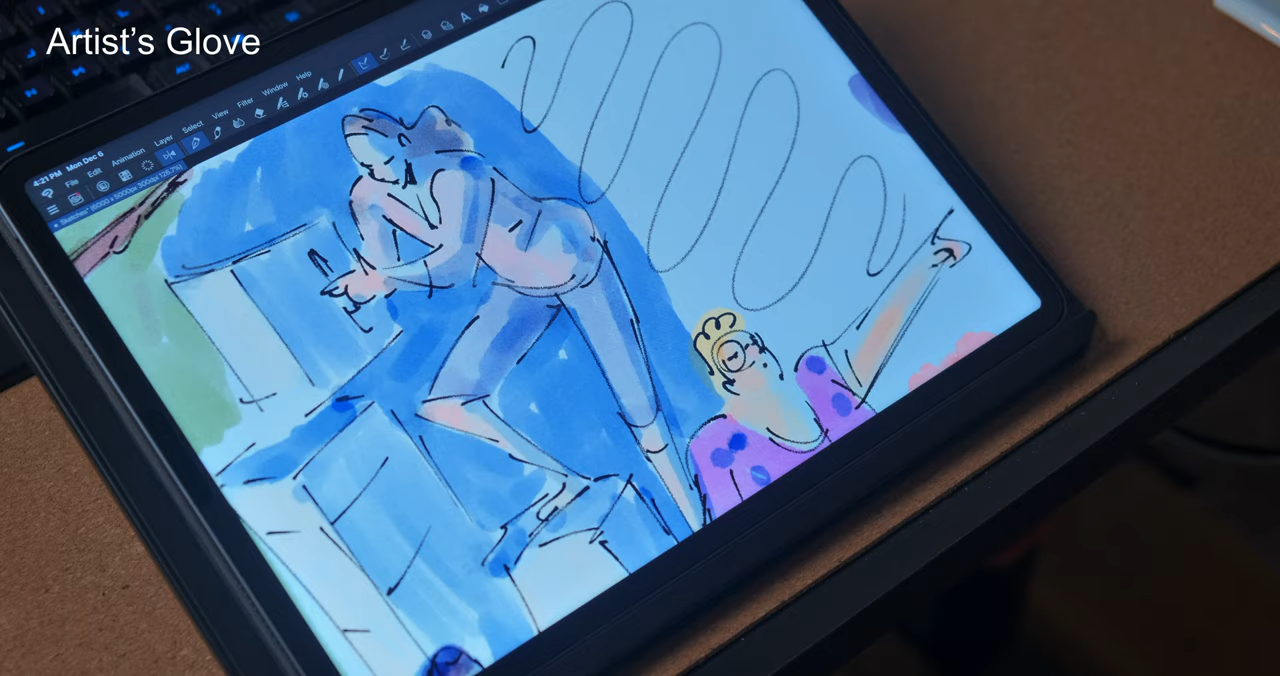 Artist's Glove
4:21 PM Mon Dec 6
File Edit Animation Layer Select View Filter Window Help